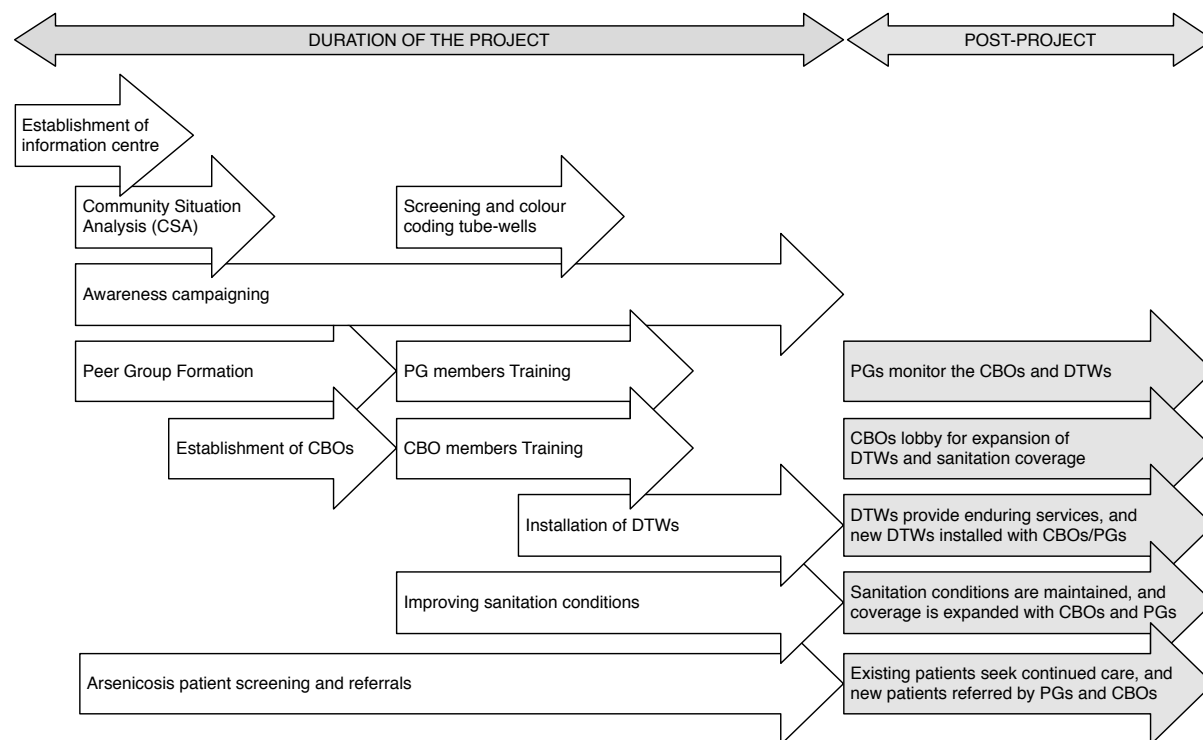 DURATION OF THE PROJECT
POST-PROJECT
Establishment of
information centre
Community Situation
Analysis (CSA)
Screening and colour
coding tube-wells
Awareness campaigning
Peer Group Formation
PG members Training
PGs monitor the CBOs and DTWs
Establishment of CBOs
CBO members Training
CBOs lobby for expansion of
DTWs and sanitation coverage
Installation of DTWs
DTWs provide enduring services, and
new DTWs installed with CBOs/PGs
Improving sanitation conditions
Sanitation conditions are maintained, and
coverage is expanded with CBOs and PGs
Arsenicosis patient screening and referrals
Existing patients seek continued care, and
new patients referred by PGs and CBOs